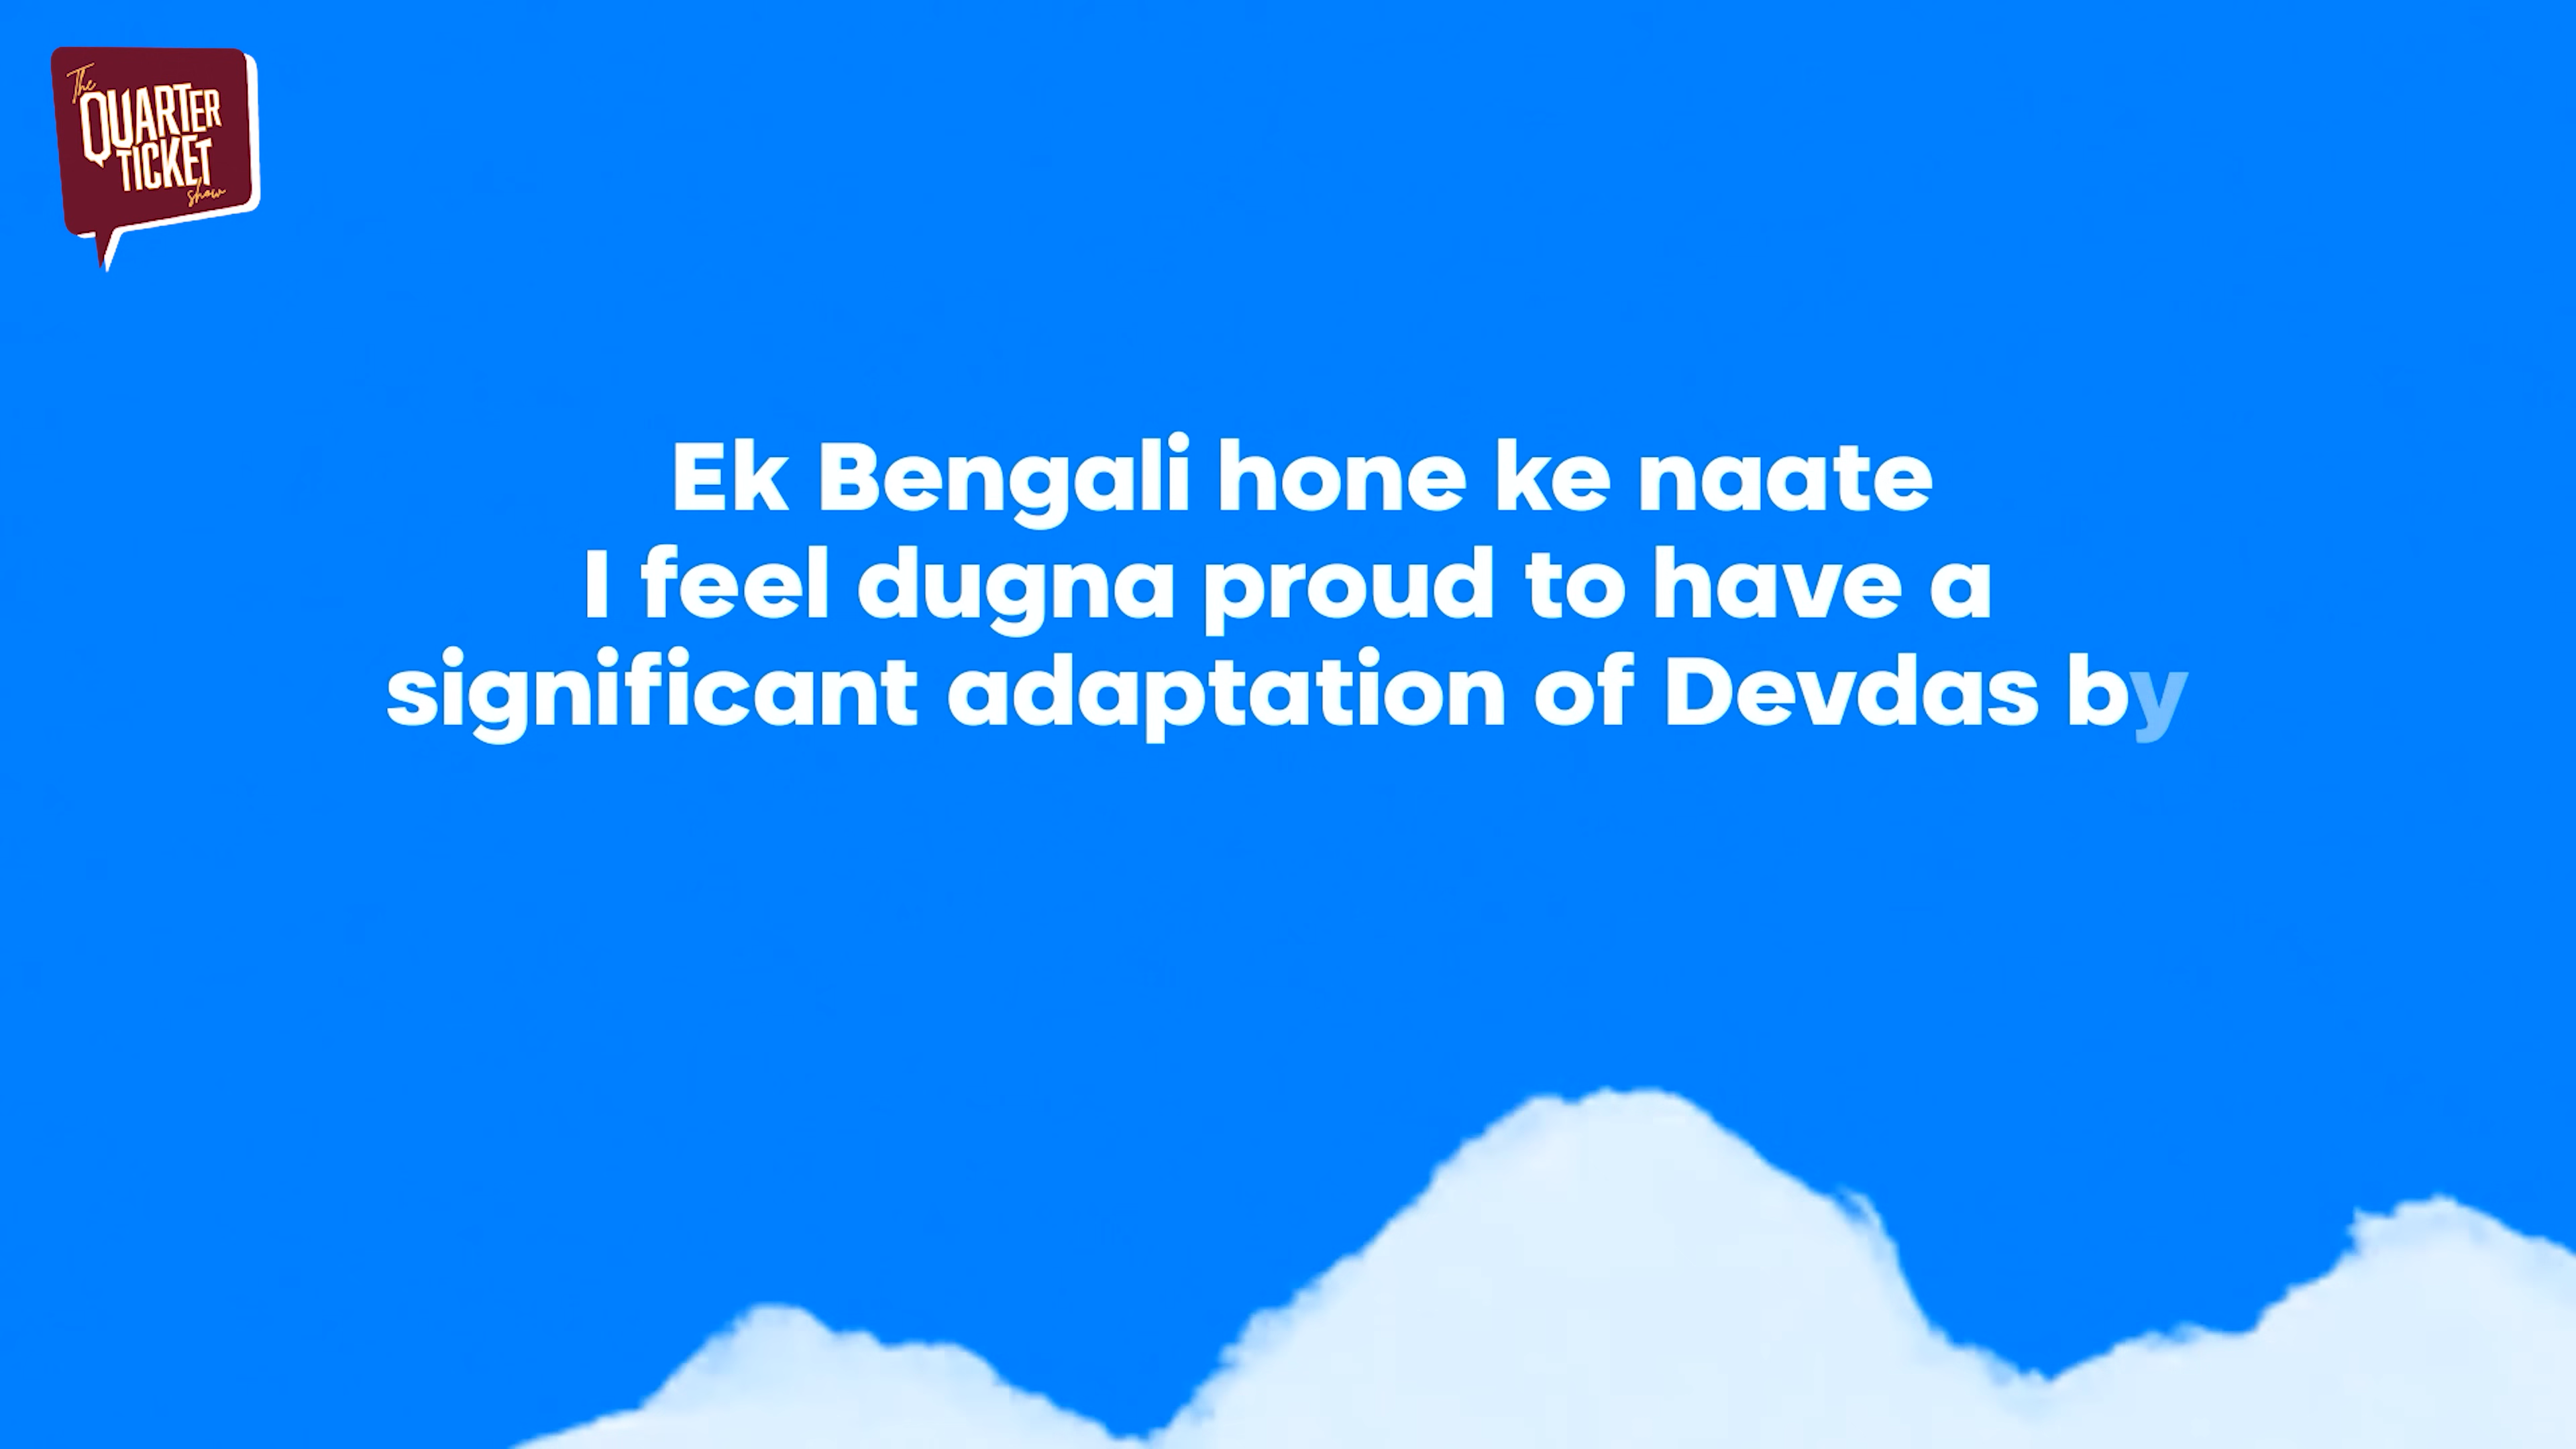 The
QUARTER
TICKET
show
Ek Bengali hone ke naate
I feel dugna proud to have a
significant adaptation of Devdas by